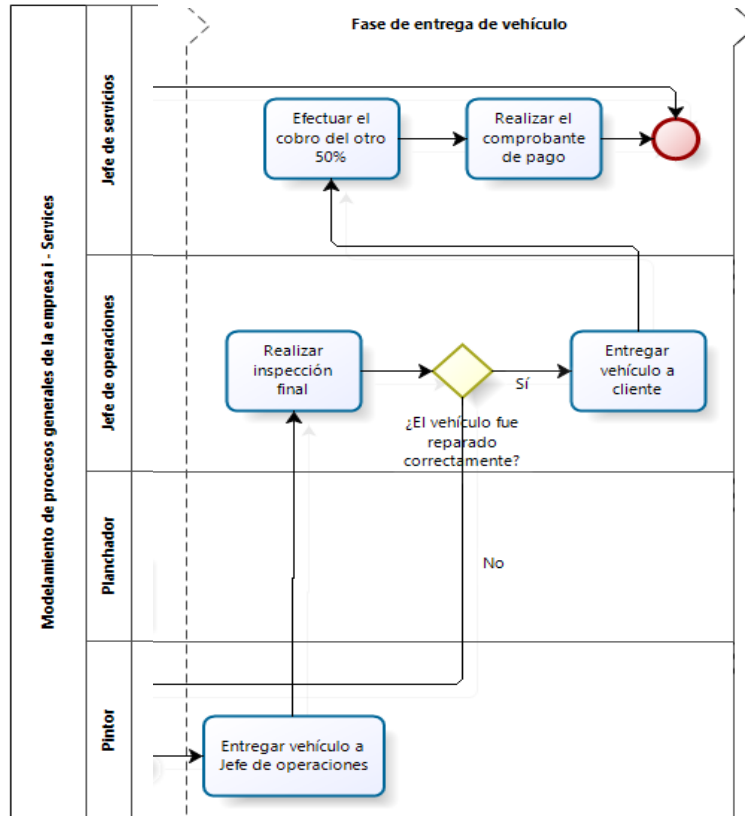 Fase de entrega de vehículo
Modelamiento de procesos generales de la empresa i - Services
Jefe de servicios
Efectuar el
cobro del otro
50%
Realizar el
comprobante
de pago
Jefe de operaciones
Realizar
inspección
final
Sí
Entregar
vehículo a
cliente
¿El vehículo fue
reparado
correctamente?
Planchador
No
Pintor
Entregar vehículo a
Jefe de operaciones